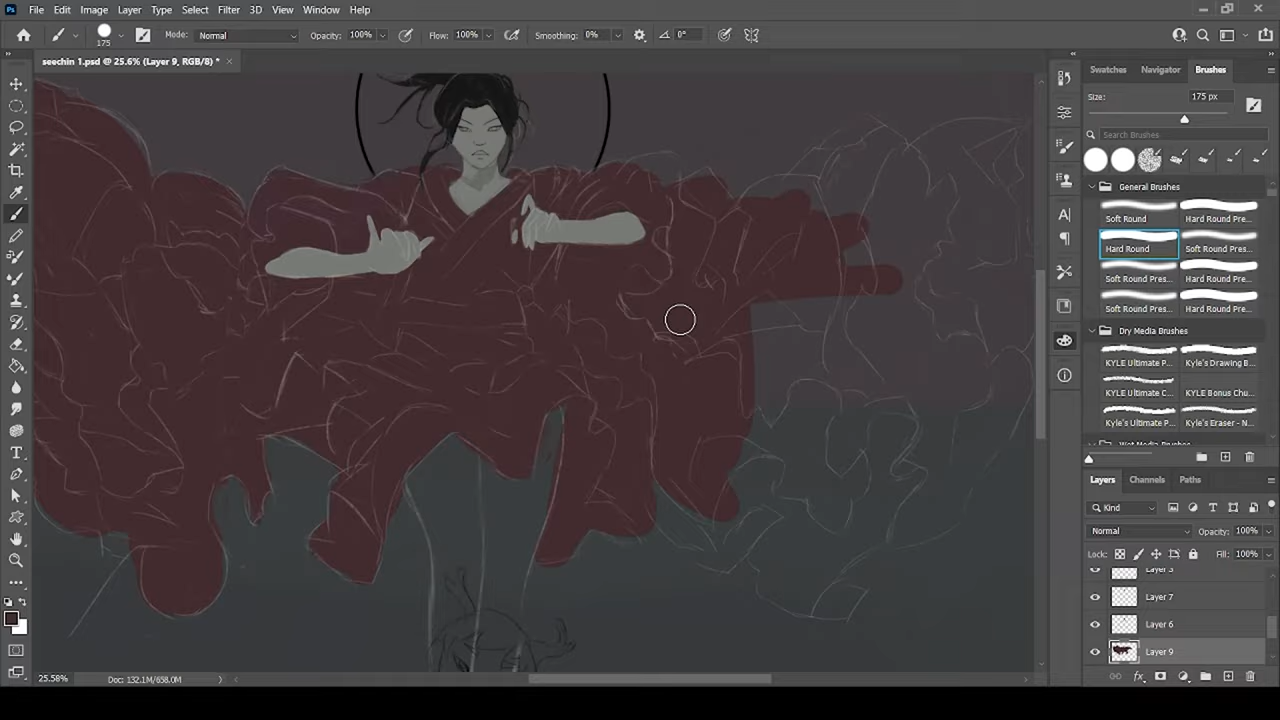 File Edit Image Layer Type Select Filter 3D View Window Help
175 Mode: Normal Opacity: 100% Flow: 100% Smoothing: 0% 0°
seechin 1.psd @ 25.6% (Layer 9, RGB/8) *
Swatches Navigator Brushes
Size: 175 px
Search Brushes
General Brushes
Soft Round Hard Round Pre...
Hard Round Soft Round Pres...
Soft Round Pres... Hard Round Pre...
Soft Round Pres... Hard Round Pre...
Dry Media Brushes
KYLE Ultimate P... Kyle's Drawing B...
KYLE Ultimate C... KYLE Bonus Chu...
Kyle's Ultimate P... Kyle's Eraser - N...
Wet Media Brushes
Layers Channels Paths
Kind
Normal Opacity: 100%
Lock: Fill: 100%
Layer 3
Layer 7
Layer 6
Layer 9
25.58% Doc: 132.1M/658.0M